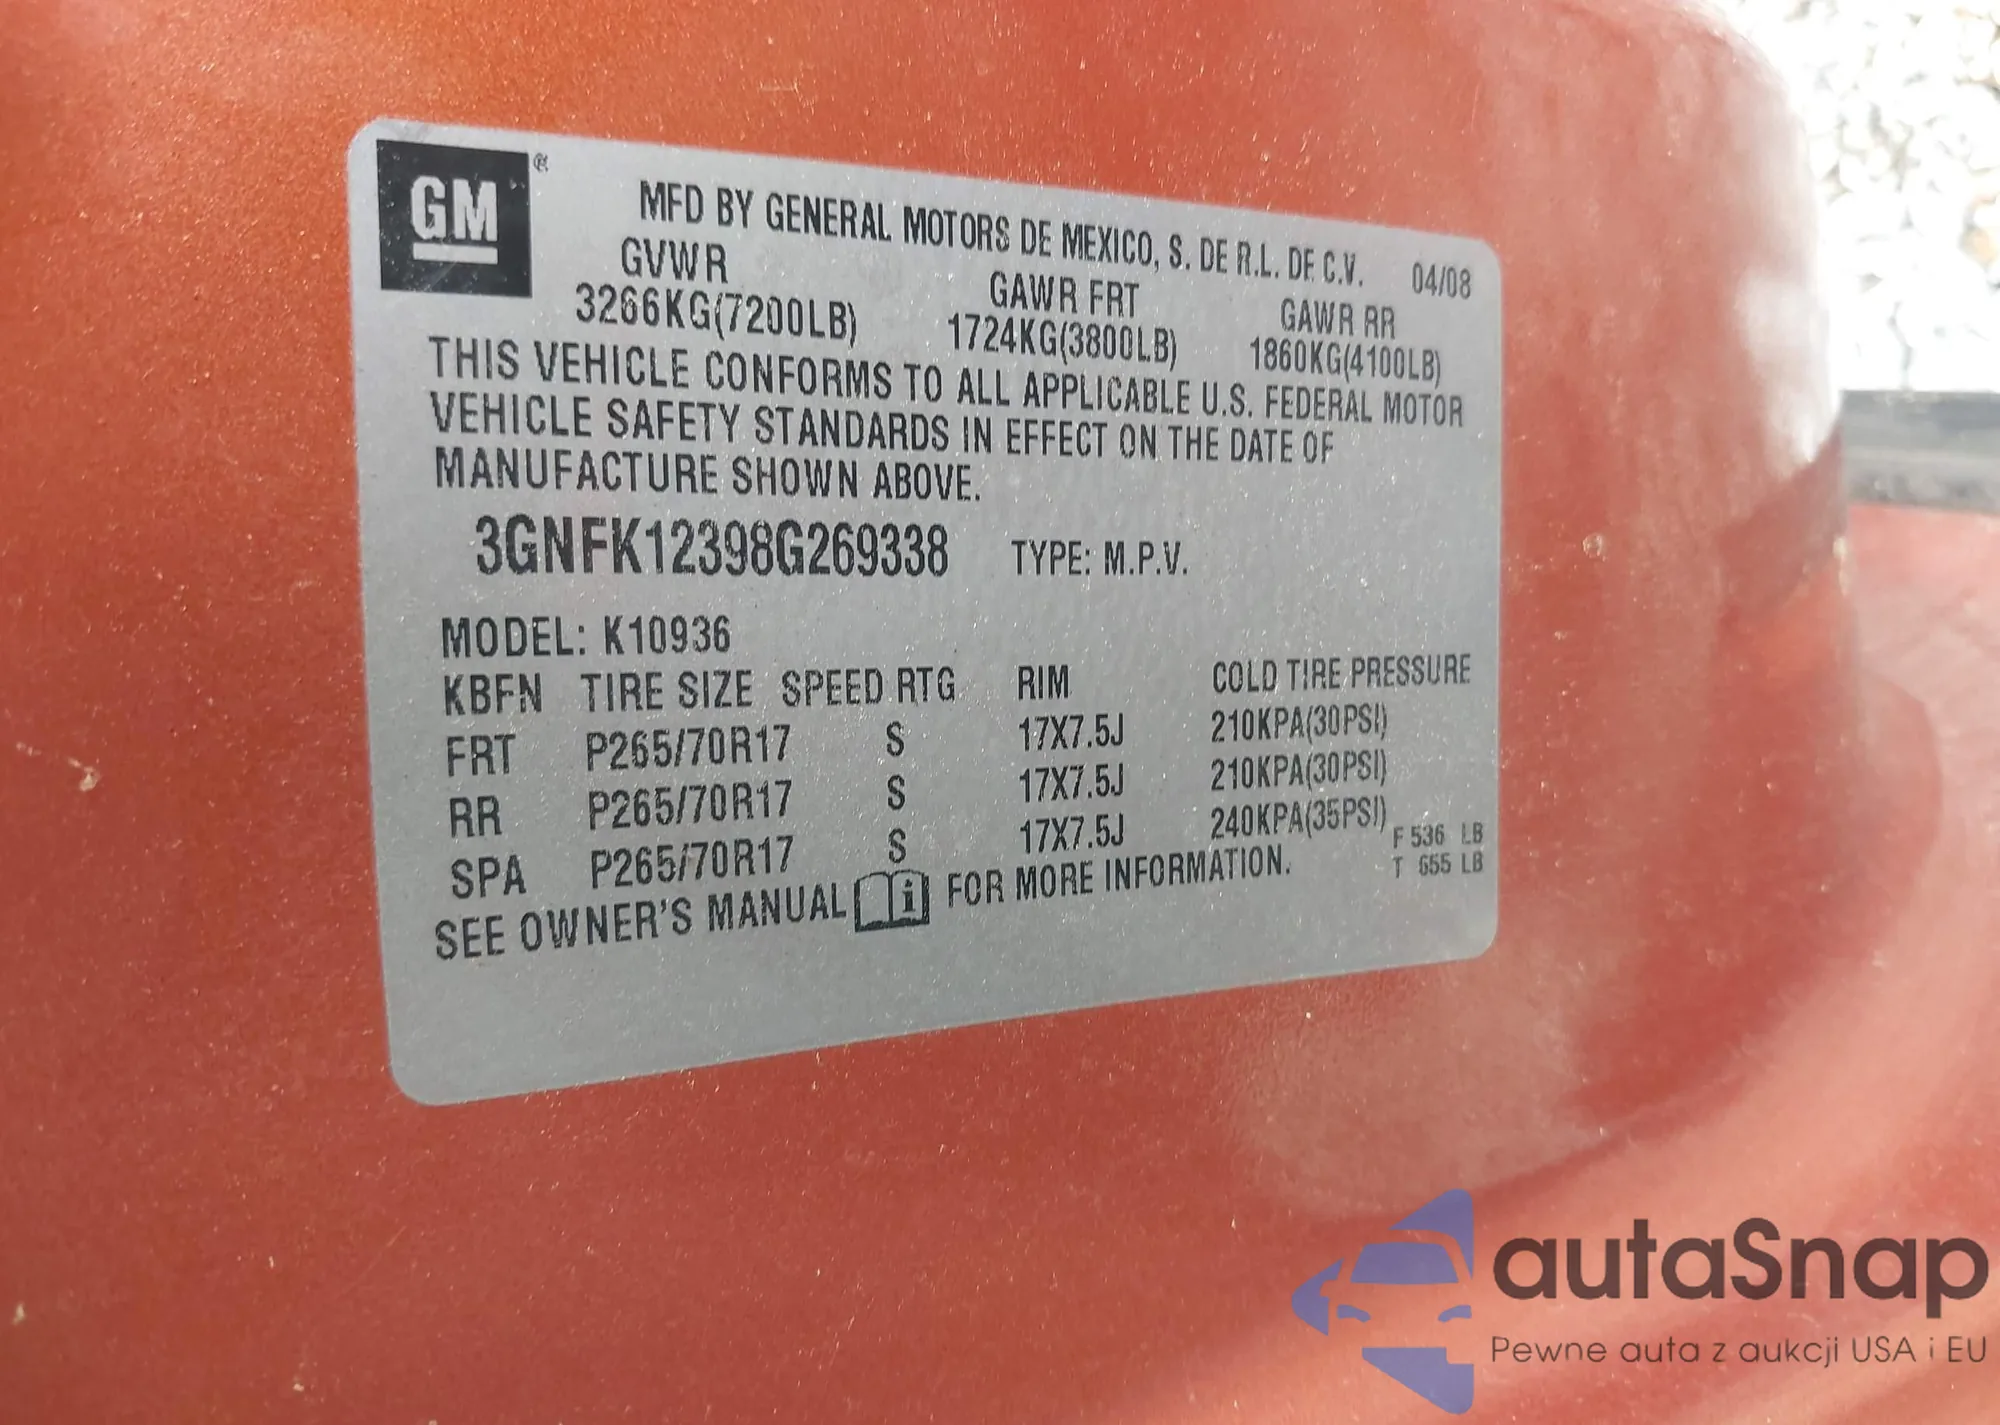 GM
MFD BY GENERAL MOTORS DE MEXICO, S. DE R.L. DE C.V. 04/08
GVWR GAWR FRT GAWR RR
3266KG(7200LB) 1724KG(3800LB) 1860KG(4100LB)
THIS VEHICLE CONFORMS TO ALL APPLICABLE U.S. FEDERAL MOTOR
VEHICLE SAFETY STANDARDS IN EFFECT ON THE DATE OF
MANUFACTURE SHOWN ABOVE.
3GNFK12398G269338 TYPE: M.P.V.
MODEL: K10936
KBFN TIRE SIZE SPEED RTG RIM COLD TIRE PRESSURE
FRT P265/70R17 S 17X7.5J 210KPA(30PSI)
RR P265/70R17 S 17X7.5J 210KPA(30PSI)
SPA P265/70R17 S 17X7.5J 240KPA(35PSI)
F 536 LB
T 655 LB
SEE OWNER'S MANUAL i FOR MORE INFORMATION.
autaSnap
Pewne auta z aukcji USA i EU